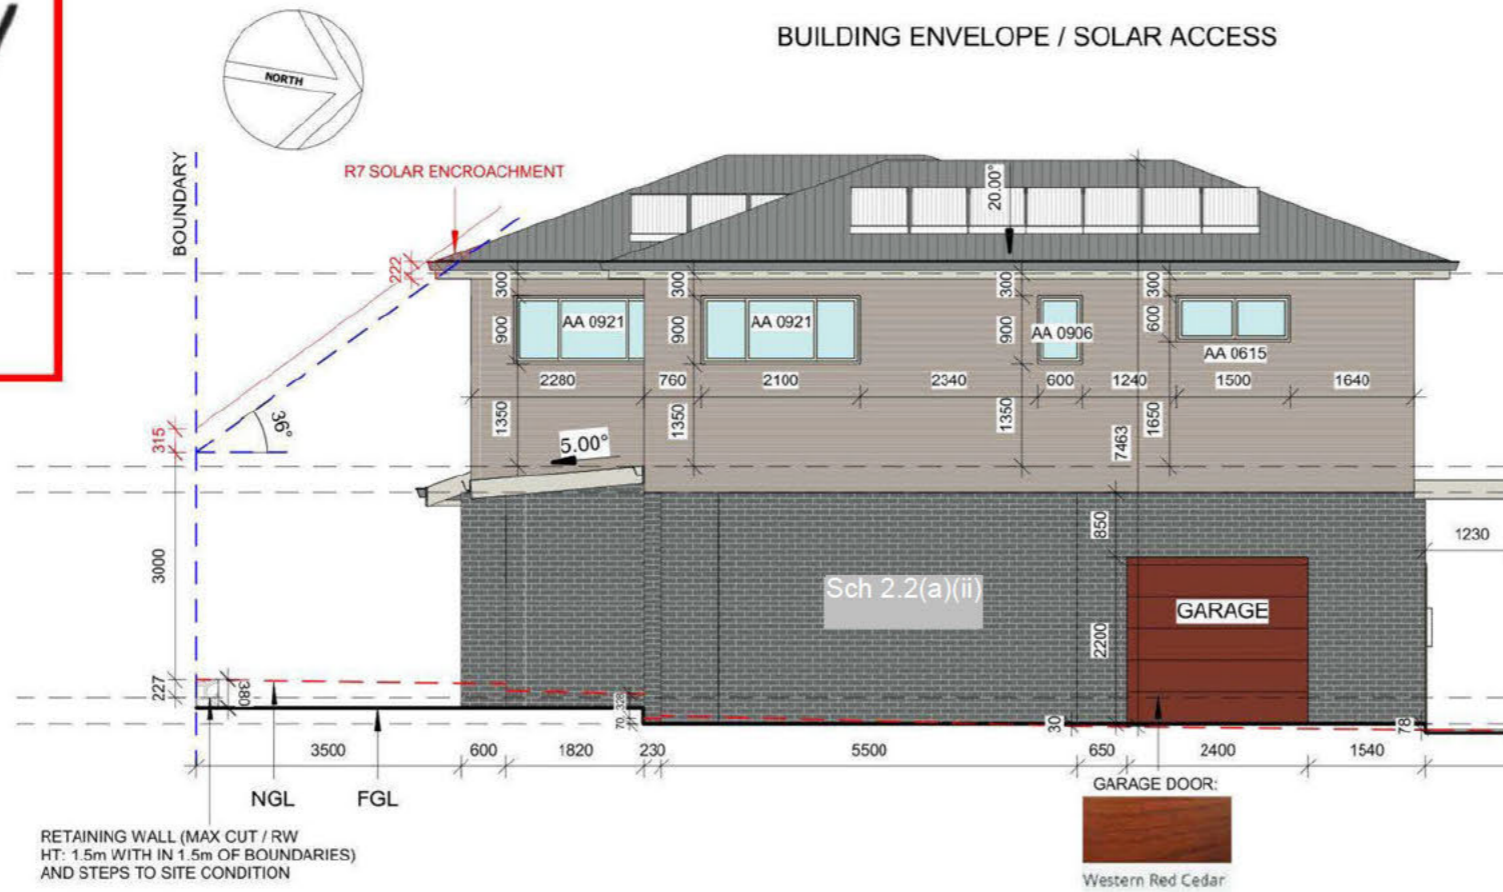 BUILDING ENVELOPE / SOLAR ACCESS
NORTH
BOUNDARY
R7 SOLAR ENCROACHMENT
20.00°
222
300
300
300
300
900
AA 0921
900
AA 0921
900
AA 0906
600
AA 0615
2280
760
2100
2340
600
1240
1500
1640
36°
315
1350
1350
1350
7463
1650
5.00°
3000
850
1230
Sch 2.2(a)(ii)
2200
GARAGE
227
380
320
70
30
78
3500
600
1820
230
5500
650
2400
1540
NGL
FGL
GARAGE DOOR:
RETAINING WALL (MAX CUT / RW
HT: 1.5m WITH IN 1.5m OF BOUNDARIES)
AND STEPS TO SITE CONDITION
Western Red Cedar